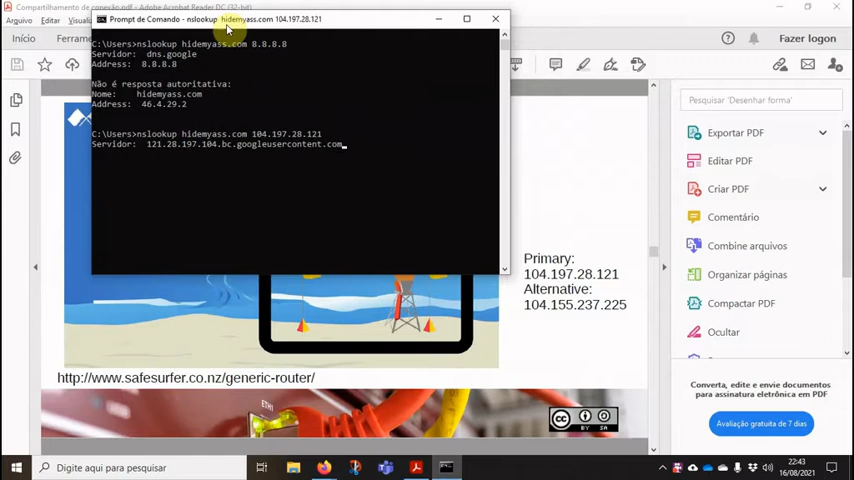 Compartilhamento de conexão.pdf - Adobe Acrobat Reader DC (32-bit)
Arquivo Editar Visualizar
Início Ferramentas
Fazer logon
Prompt de Comando - nslookup hidemyass.com 104.197.28.121
C:\Users>nslookup hidemyass.com 8.8.8.8
Servidor: dns.google
Address: 8.8.8.8
Não é resposta autoritativa:
Nome: hidemyass.com
Address: 46.4.29.2
C:\Users>nslookup hidemyass.com 104.197.28.121
Servidor: 121.28.197.104.bc.googleusercontent.com
Primary:
104.197.28.121
Alternative:
104.155.237.225
http://www.safesurfer.co.nz/generic-router/
ETH1
CC BY SA
Pesquisar 'Desenhar forma'
Exportar PDF
Editar PDF
Criar PDF
Comentário
Combine arquivos
Organizar páginas
Compactar PDF
Ocultar
Converta, edite e envie documentos
para assinatura eletrônica em PDF
Avaliação gratuita de 7 dias
Digite aqui para pesquisar
22:43
16/08/2021